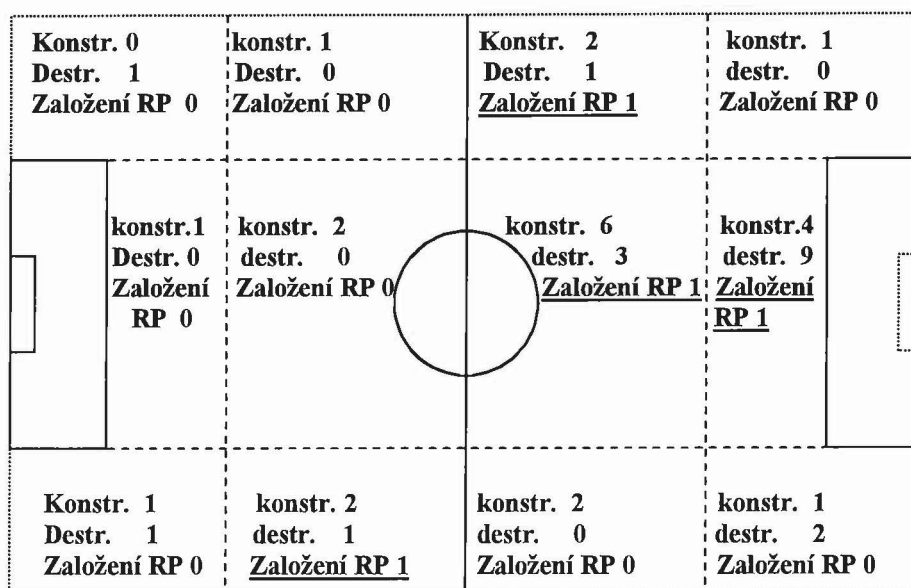 Konstr. 0
Destr. 1
Založení RP 0
konstr. 1
Destr. 0
Založení RP 0
Konstr. 2
Destr. 1
Založení RP 1
konstr. 1
destr. 0
Založení RP 0
konstr.1
Destr. 0
Založení
RP 0
konstr. 2
destr. 0
Založení RP 0
konstr. 6
destr. 3
Založení RP 1
konstr.4
destr. 9
Založení
RP 1
Konstr. 1
Destr. 1
Založení RP 0
konstr. 2
destr. 1
Založení RP 1
konstr. 2
destr. 0
Založení RP 0
konstr. 1
destr. 2
Založení RP 0